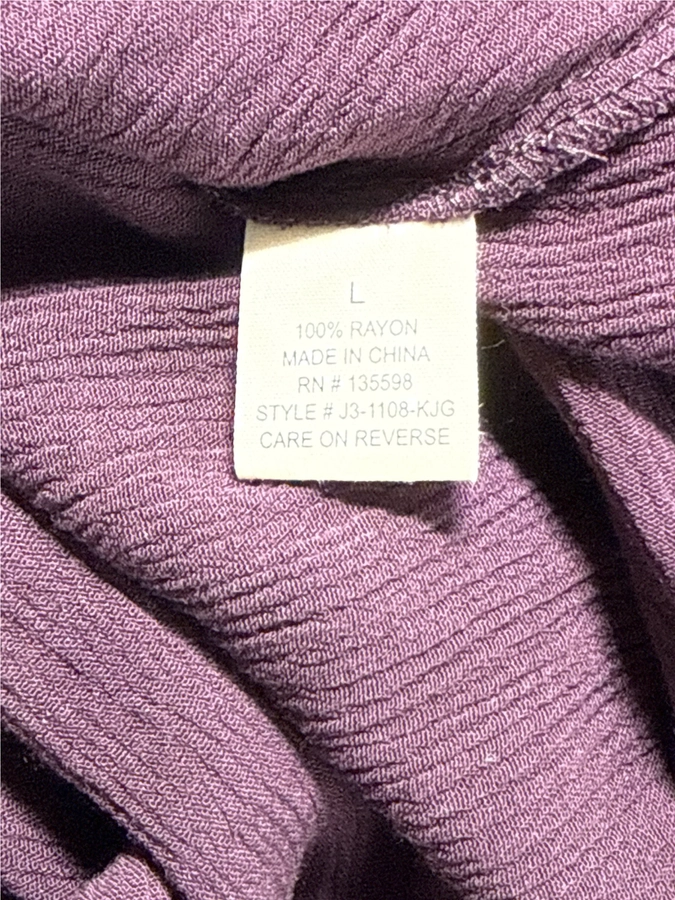 L
100% RAYON
MADE IN CHINA
RN # 135598
STYLE # J3-1108-KJG
CARE ON REVERSE